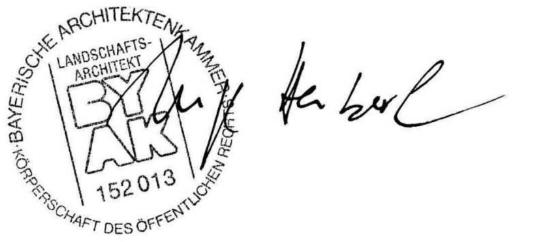 BAYERISCHE ARCHITEKTENKAMMER
LANDSCHAFTS-
ARCHITEKT
BY
AK
152 013
KÖRPERSCHAFT DES ÖFFENTLICHEN RECHTS